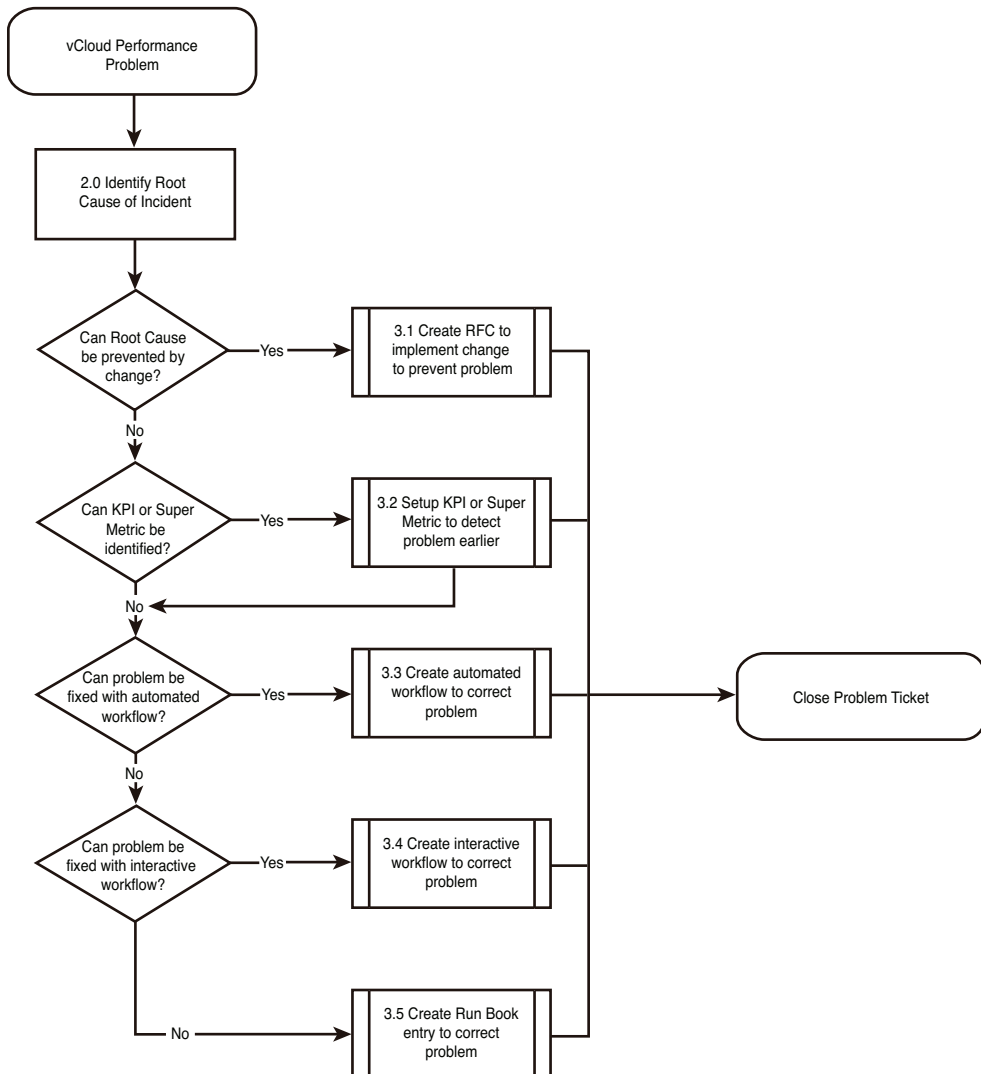 vCloud Performance
Problem
2.0 Identify Root
Cause of Incident
Can Root Cause
be prevented by
change?
Yes
3.1 Create RFC to
implement change
to prevent problem
No
Can KPI or Super
Metric be
identified?
Yes
3.2 Setup KPI or Super
Metric to detect
problem earlier
No
Can problem be
fixed with automated
workflow?
Yes
3.3 Create automated
workflow to correct
problem
Close Problem Ticket
No
Can problem be
fixed with interactive
workflow?
Yes
3.4 Create interactive
workflow to correct
problem
No
3.5 Create Run Book
entry to correct
problem